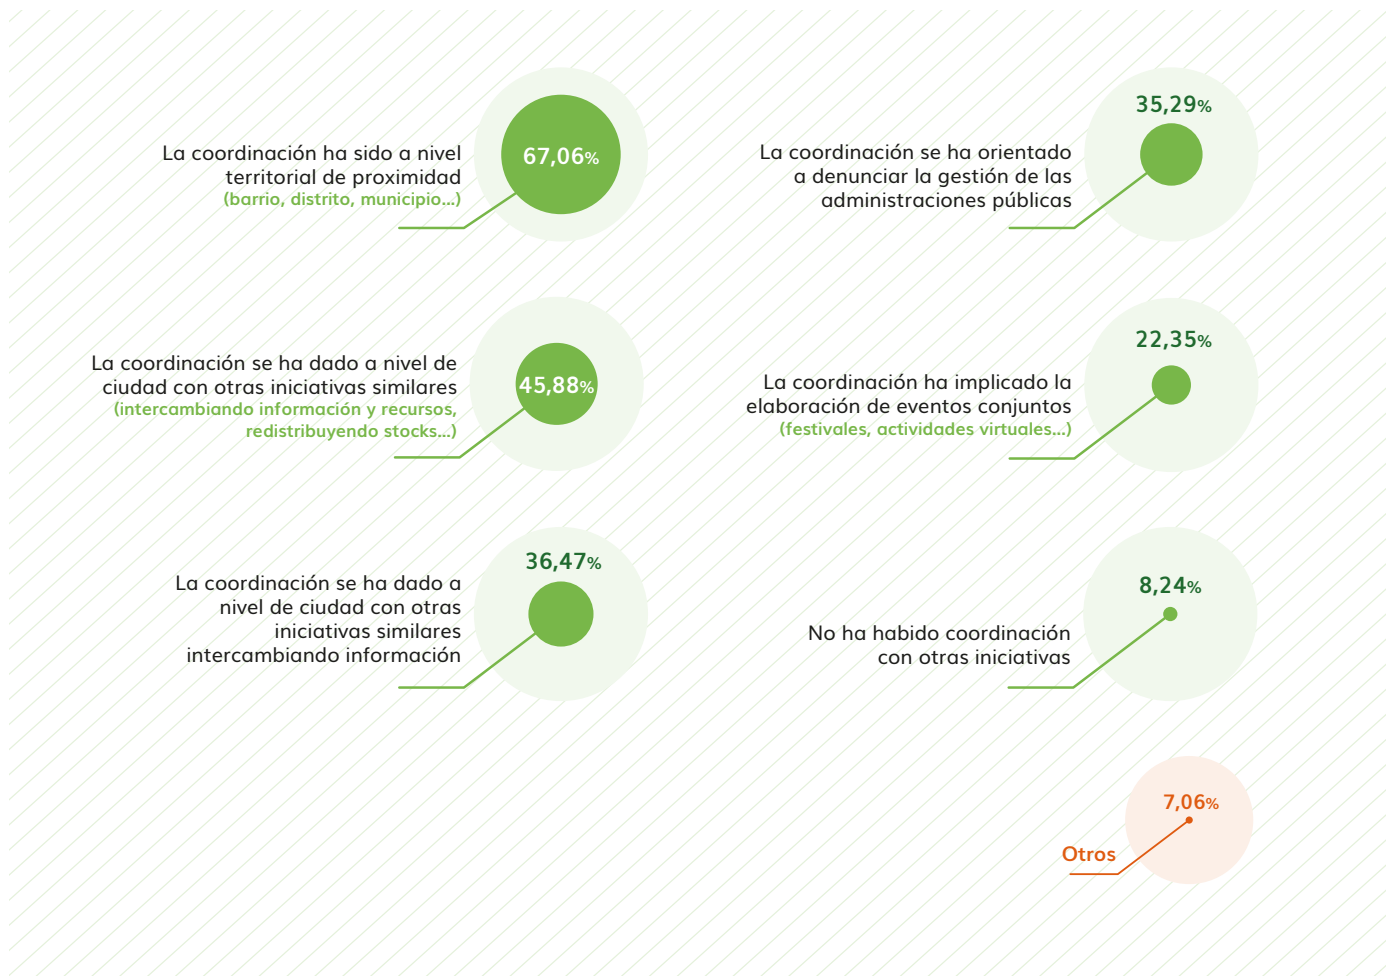 La coordinación ha sido a nivel
territorial de proximidad
(barrio, distrito, municipio...)
67,06%
La coordinación se ha dado a nivel de
ciudad con otras iniciativas similares
(intercambiando información y recursos,
redistribuyendo stocks...)
45,88%
La coordinación se ha dado a
nivel de ciudad con otras
iniciativas similares
intercambiando información
36,47%
La coordinación se ha orientado
a denunciar la gestión de las
administraciones públicas
35,29%
La coordinación ha implicado la
elaboración de eventos conjuntos
(festivales, actividades virtuales...)
22,35%
No ha habido coordinación
con otras iniciativas
8,24%
Otros
7,06%